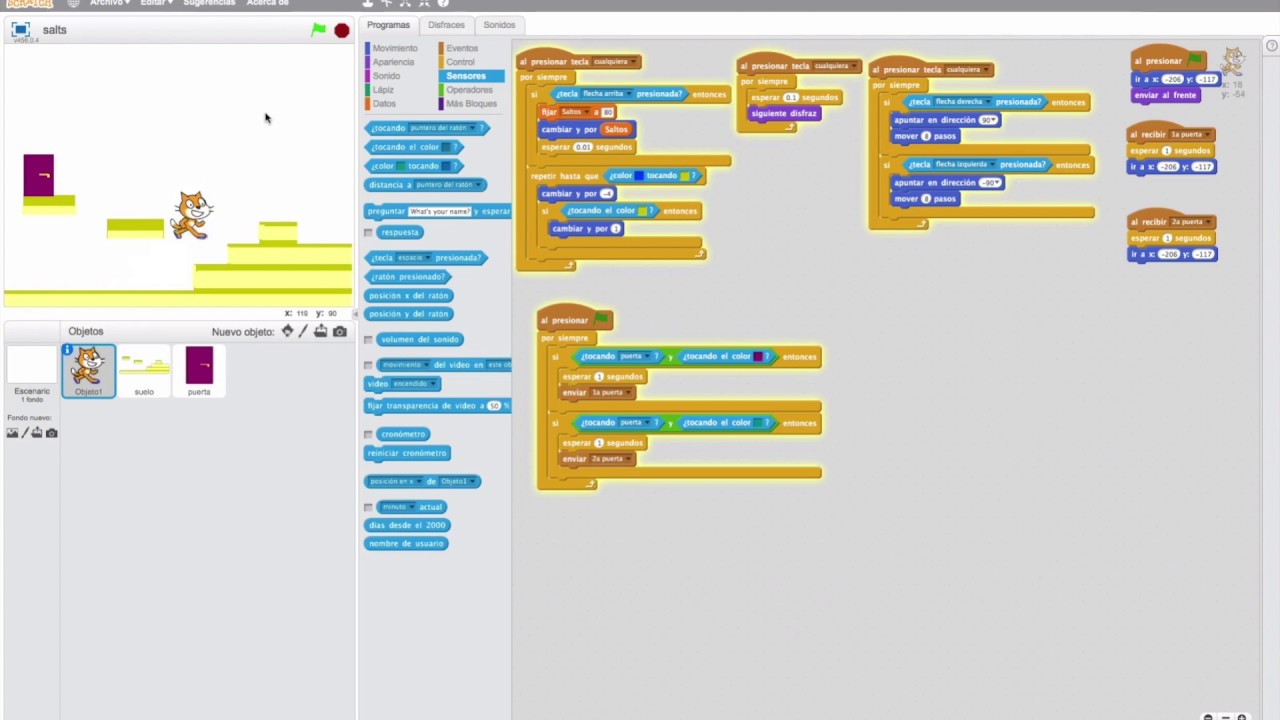 SCRATCH Archivo Editar Sugerencias Acerca de
salts
v456.0.4
x: 119 y: 90
Objetos Nuevo objeto:
Escenario
1 fondo
Fondo nuevo:
Objeto1
suelo
puerta
Programas Disfraces Sonidos
Movimiento Eventos
Apariencia Control
Sonido Sensores
Lápiz Operadores
Datos Más Bloques
¿tocando puntero del ratón ?
¿tocando el color ?
¿color tocando ?
distancia a puntero del ratón
preguntar What's your name? y esperar
respuesta
¿tecla espacio presionada?
¿ratón presionado?
posición x del ratón
posición y del ratón
volumen del sonido
movimiento del video en este ob
video encendido
fijar transparencia de video a 50 %
cronómetro
reiniciar cronómetro
posición en x de Objeto1
minuto actual
días desde el 2000
nombre de usuario
al presionar tecla cualquiera
por siempre
si ¿tecla flecha arriba presionada? entonces
fijar Saltos a 80
cambiar y por Saltos
esperar 0.01 segundos
repetir hasta que ¿color tocando ?
cambiar y por -4
si ¿tocando el color ? entonces
cambiar y por 1
al presionar tecla cualquiera
por siempre
esperar 0.1 segundos
siguiente disfraz
al presionar tecla cualquiera
por siempre
si ¿tecla flecha derecha presionada? entonces
apuntar en dirección 90
mover 8 pasos
si ¿tecla flecha izquierda presionada? entonces
apuntar en dirección -90
mover 8 pasos
al presionar
ir a x: -206 y: -117
enviar al frente
x: 18
y: -54
al recibir 1a puerta
esperar 1 segundos
ir a x: -206 y: -117
al recibir 2a puerta
esperar 1 segundos
ir a x: -206 y: -117
al presionar
por siempre
si ¿tocando puerta ? y ¿tocando el color ? entonces
esperar 1 segundos
enviar 1a puerta
si ¿tocando puerta ? y ¿tocando el color ? entonces
esperar 1 segundos
enviar 2a puerta